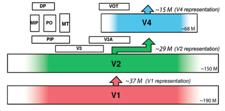 DP
VOT
~15 M (V4 representation)
MIP
PO
MT
V4
~68 M
PIP
V3A
V3
~29 M (V2 representation)
V2
~150 M
~37 M (V1 representation)
V1
~190 M